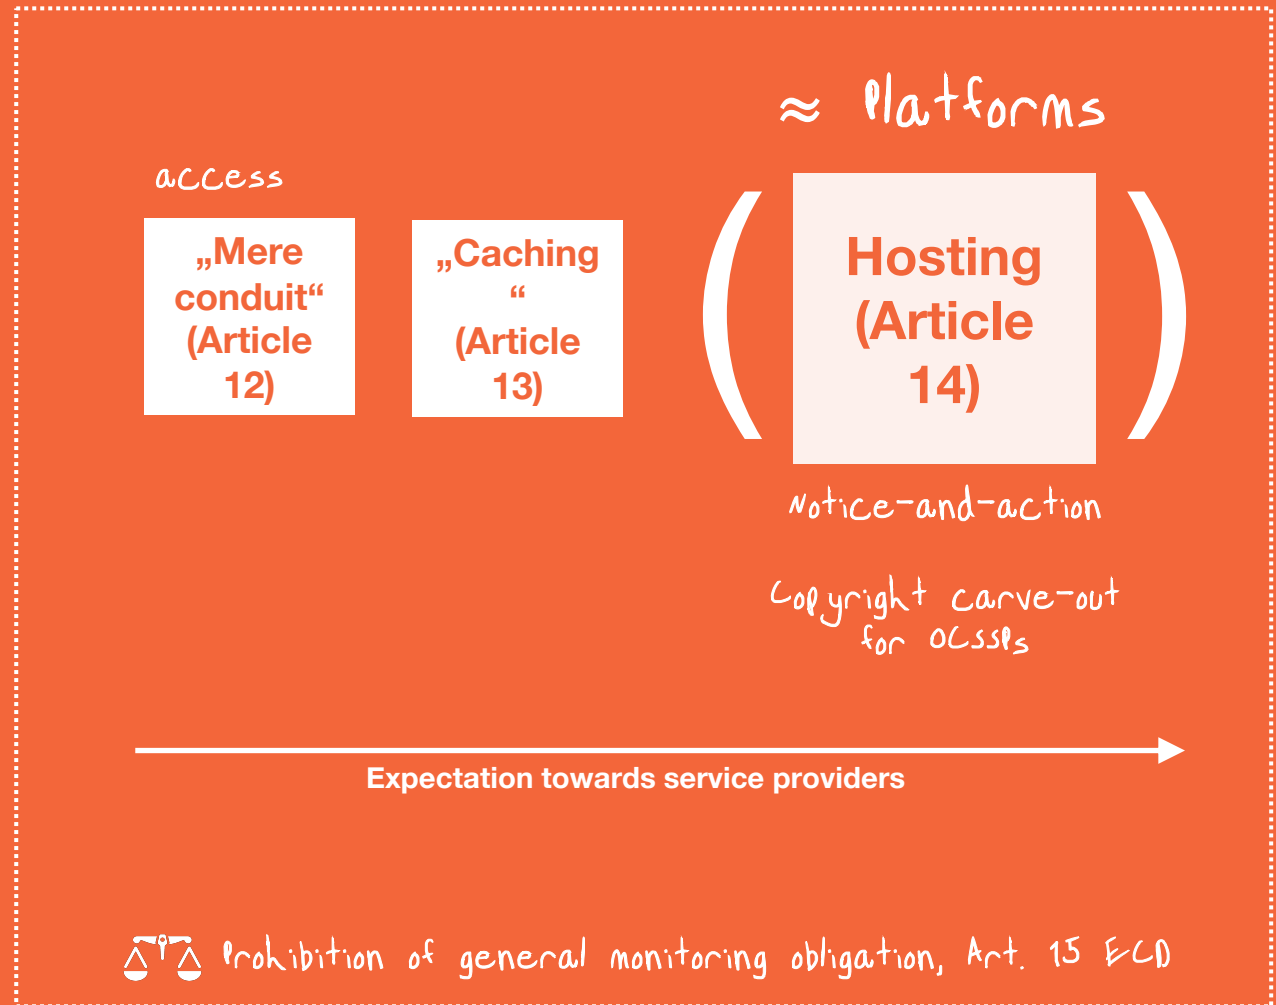 ≈ Platforms
access
„Mere
conduit“
(Article
12)
„Caching
“
(Article
13)
(
Hosting
(Article
14)
)
Notice-and-action
Copyright carve-out
for OCSSPs
Expectation towards service providers
Prohibition of general monitoring obligation, Art. 15 ECD